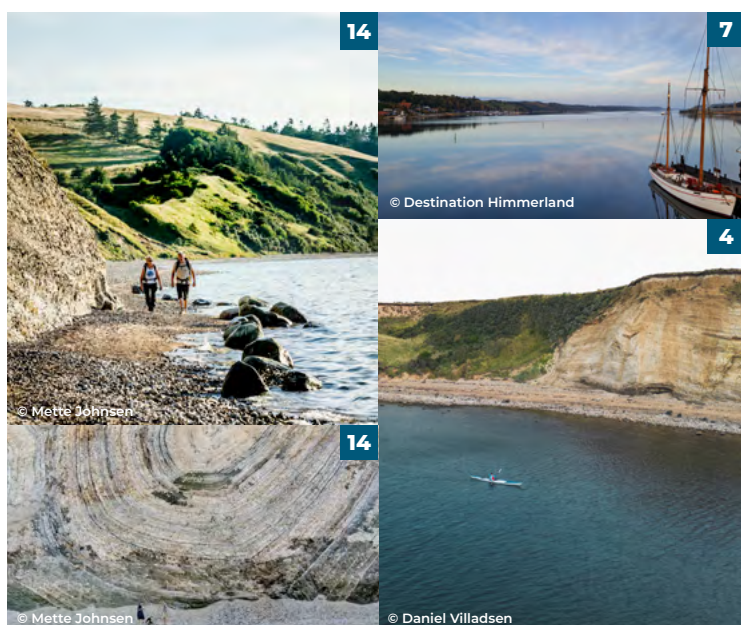 14
© Mette Johnsen
14
© Mette Johnsen
7
© Destination Himmerland
4
© Daniel Villadsen